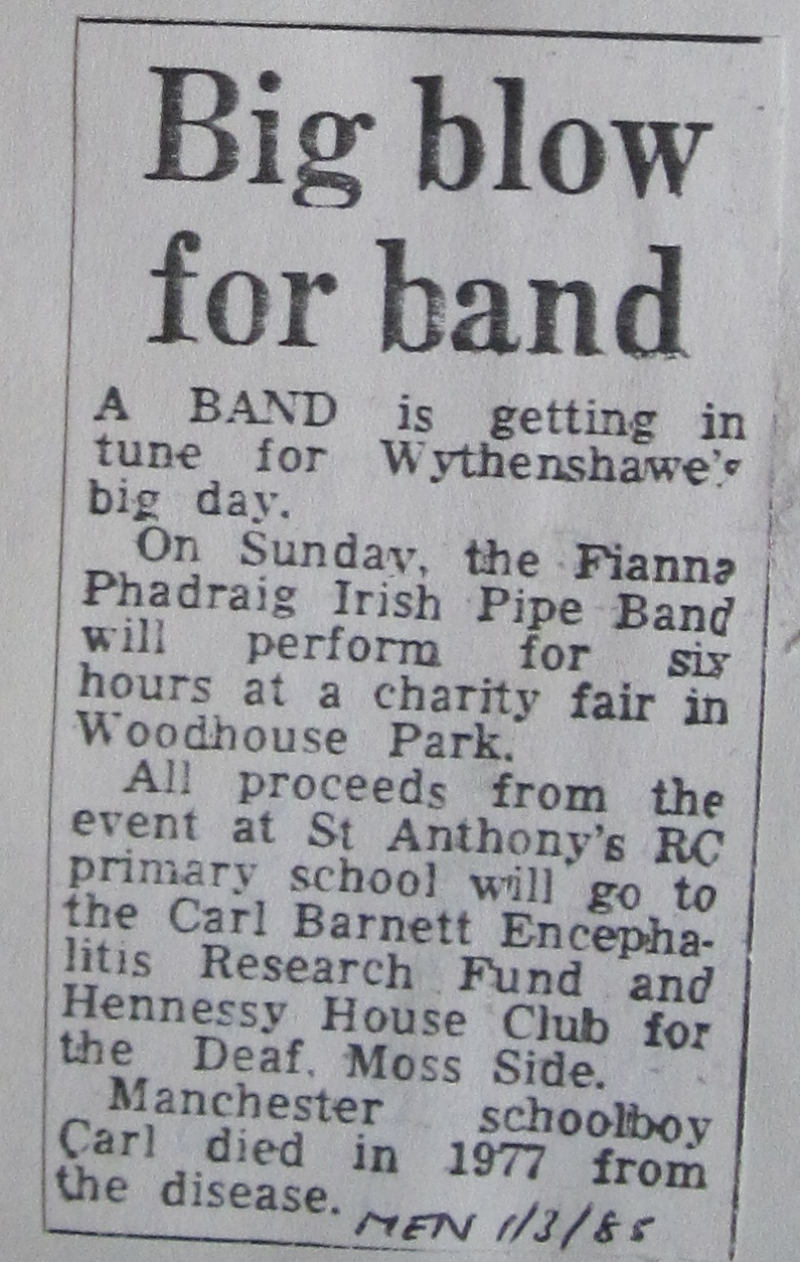 Big blow
for band
A BAND is getting in
tune for Wythenshawe's
big day.
On Sunday, the Fianna
Phadraig Irish Pipe Band
will perform for six
hours at a charity fair in
Woodhouse Park.
All proceeds from the
event at St Anthony's RC
primary school will go to
the Carl Barnett Encepha-
litis Research Fund and
Hennessy House Club for
the Deaf, Moss Side.
Manchester schoolboy
Carl died in 1977 from
the disease.
MEN 1/3/85